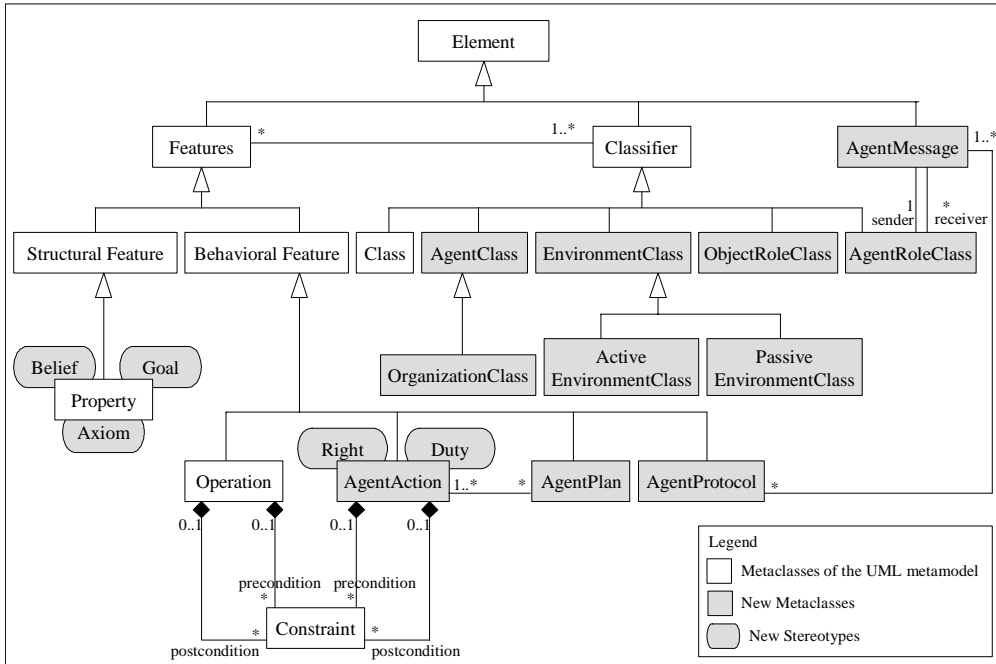 Element
Features
*
1..*
Classifier
AgentMessage
1..*
1
sender
*
receiver
Structural Feature
Behavioral Feature
Class
AgentClass
EnvironmentClass
ObjectRoleClass
AgentRoleClass
Belief
Goal
Property
Axiom
OrganizationClass
Active
EnvironmentClass
Passive
EnvironmentClass
Right
Duty
Operation
AgentAction
1..*
*
AgentPlan
AgentProtocol
*
0..1
0..1
0..1
0..1
precondition
*
precondition
*
*
Constraint
*
postcondition
postcondition
Legend
Metaclasses of the UML metamodel
New Metaclasses
New Stereotypes